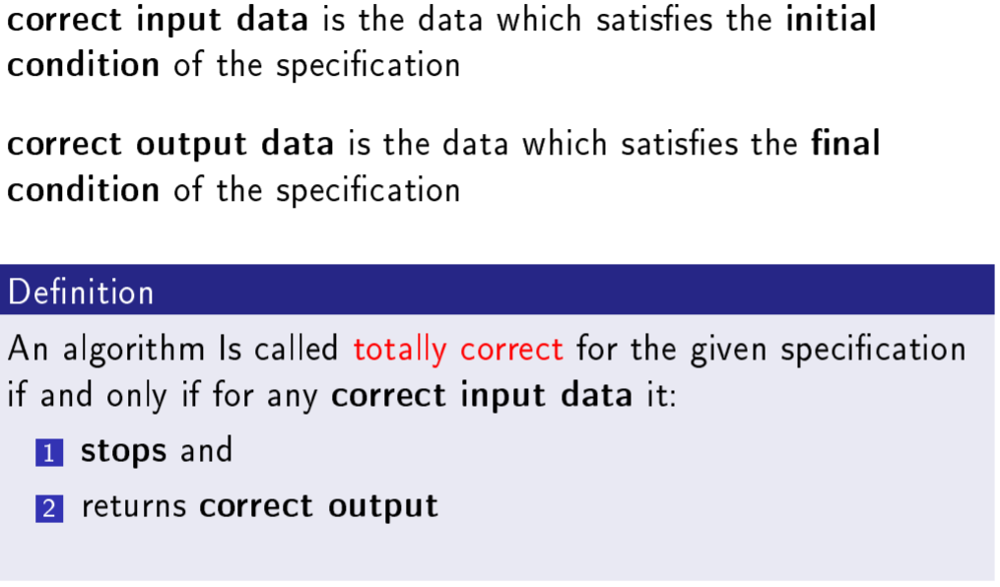 correct input data is the data which satisfies the initial
condition of the specification
correct output data is the data which satisfies the final
condition of the specification
Definition
An algorithm Is called totally correct for the given specification
if and only if for any correct input data it:
1 stops and
2 returns correct output